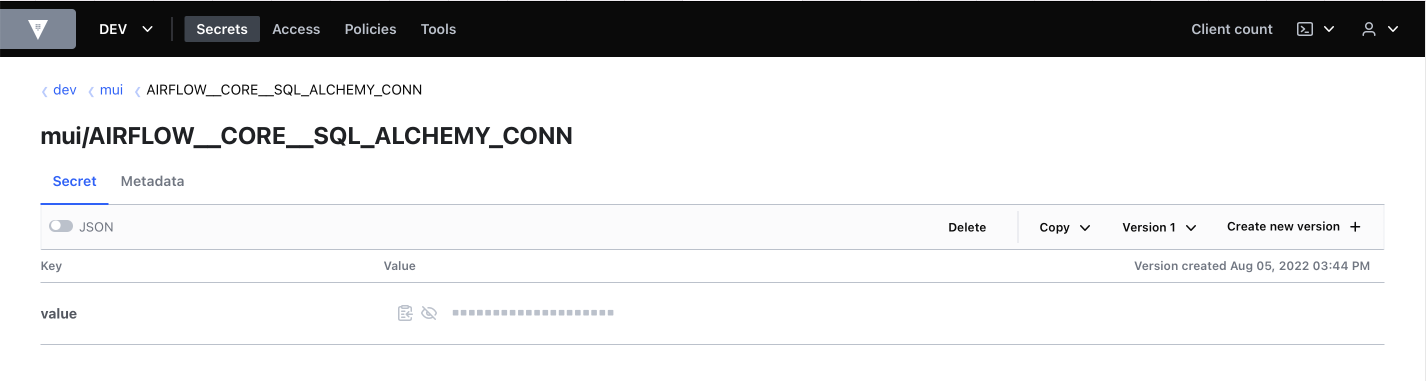 DEV Secrets Access Policies Tools Client count
dev mui AIRFLOW__CORE__SQL_ALCHEMY_CONN
mui/AIRFLOW__CORE__SQL_ALCHEMY_CONN
Secret Metadata
JSON Delete Copy Version 1 Create new version
Key Value Version created Aug 05, 2022 03:44 PM
value